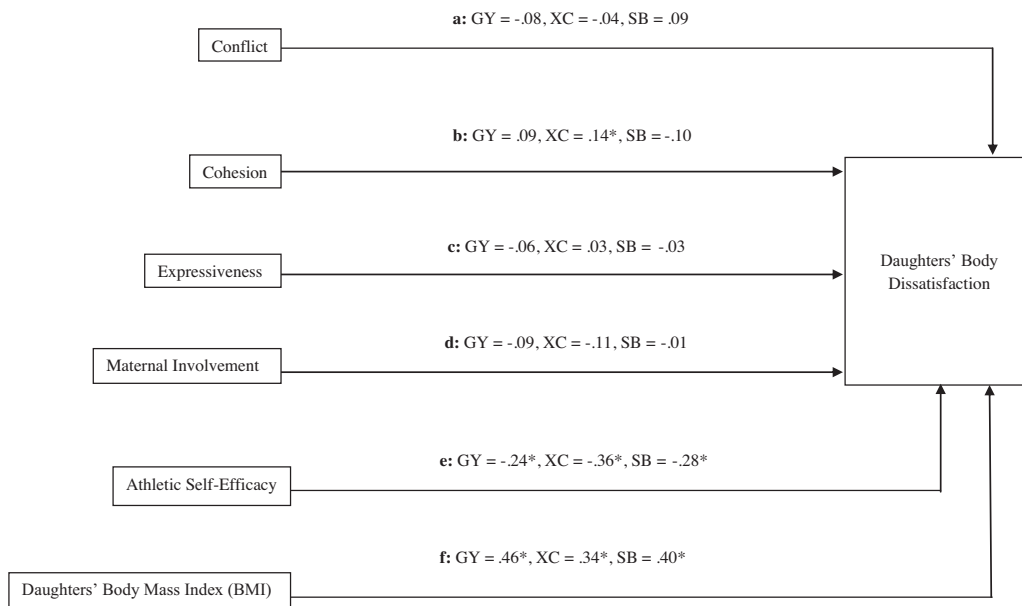 a: GY = -.08, XC = -.04, SB = .09
Conflict
b: GY = .09, XC = .14*, SB = -.10
Cohesion
c: GY = -.06, XC = .03, SB = -.03
Expressiveness
Daughters’ Body
Dissatisfaction
d: GY = -.09, XC = -.11, SB = -.01
Maternal Involvement
e: GY = -.24*, XC = -.36*, SB = -.28*
Athletic Self-Efficacy
f: GY = .46*, XC = .34*, SB = .40*
Daughters’ Body Mass Index (BMI)